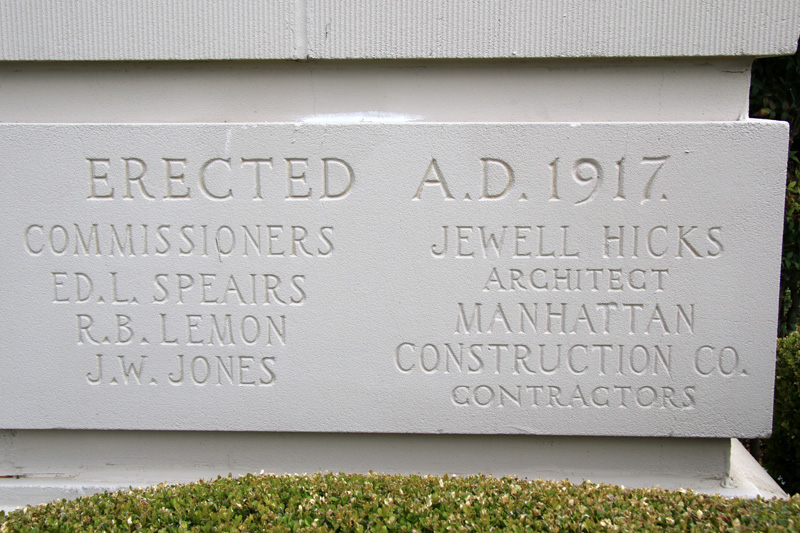 ERECTED A.D. 1917.
COMMISSIONERS
ED. L. SPEAIRS
R.B. LEMON
J.W. JONES
JEWELL HICKS
ARCHITECT
MANHATTAN
CONSTRUCTION CO.
CONTRACTORS